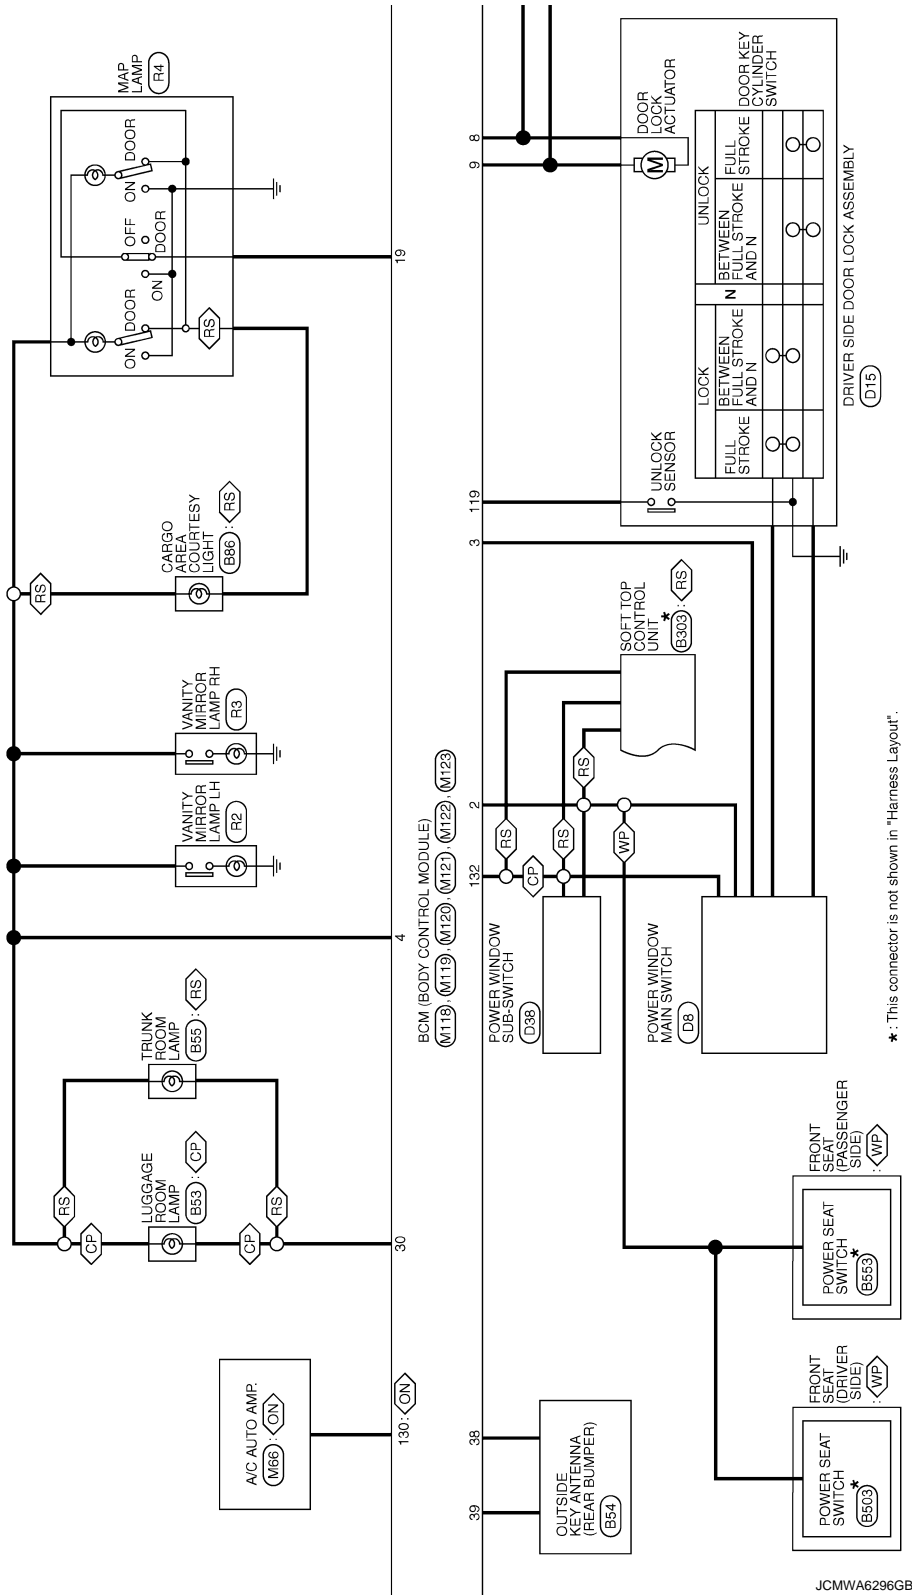 MAP
LAMP
R4
ON
DOOR
ON
OFF
DOOR
ON
DOOR
RS
19
CARGO
AREA
COURTESY
LIGHT
B86 : RS
RS
VANITY
MIRROR
LAMP RH
R3
VANITY
MIRROR
LAMP LH
R2
4
TRUNK
ROOM
LAMP
B55 : RS
LUGGAGE
ROOM
LAMP
B53 : CP
RS
CP
RS
CP
30
A/C AUTO AMP.
M66 : ON
130 : ON
BCM (BODY CONTROL MODULE)
M118 , M119 , M120 , M121 , M122 , M123
39
38
132
2
3
119
9
8
OUTSIDE
KEY ANTENNA
(REAR BUMPER)
B54
POWER WINDOW
SUB-SWITCH
D38
RS
CP
RS
RS
WP
SOFT TOP
CONTROL
UNIT *
B303 : RS
POWER WINDOW
MAIN SWITCH
D8
DOOR
LOCK
ACTUATOR
M
UNLOCK
SENSOR
LOCK
N
UNLOCK
FULL
STROKE
BETWEEN
FULL STROKE
AND N
BETWEEN
FULL STROKE
AND N
FULL
STROKE
DOOR KEY
CYLINDER
SWITCH
DRIVER SIDE DOOR LOCK ASSEMBLY
D15
FRONT
SEAT
(DRIVER
SIDE)
: WP
POWER SEAT
SWITCH *
B503
FRONT
SEAT
(PASSENGER
SIDE)
: WP
POWER SEAT
SWITCH *
B553
* : This connector is not shown in "Harness Layout".
JCMWA6296GB